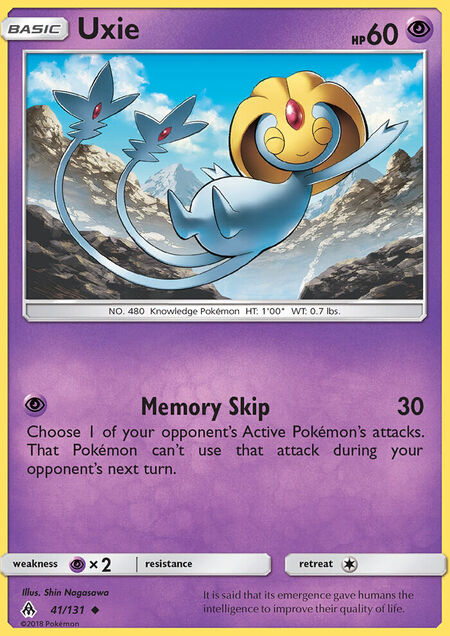 BASIC Uxie HP60
NO. 480 Knowledge Pokémon HT: 1'00" WT: 0.7 lbs.
Memory Skip 30
Choose 1 of your opponent's Active Pokémon's attacks.
That Pokémon can't use that attack during your
opponent's next turn.
weakness ×2 resistance retreat
Illus. Shin Nagasawa
41/131
©2018 Pokémon
It is said that its emergence gave humans the
intelligence to improve their quality of life.